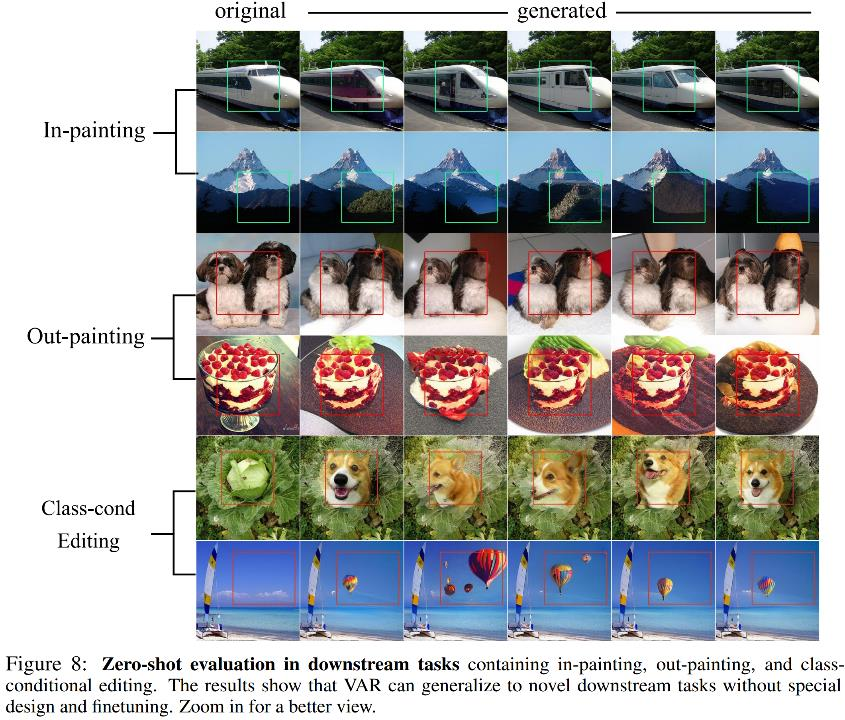 original generated
In-painting
Out-painting
Class-cond
Editing
Figure 8: Zero-shot evaluation in downstream tasks containing in-painting, out-painting, and class-
conditional editing. The results show that VAR can generalize to novel downstream tasks without special
design and finetuning. Zoom in for a better view.